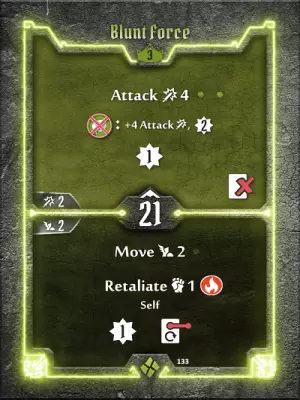 Blunt Force
3
Attack 4
: +4 Attack , 2
1
2
21
2
Move 2
Retaliate 1
Self
1
133